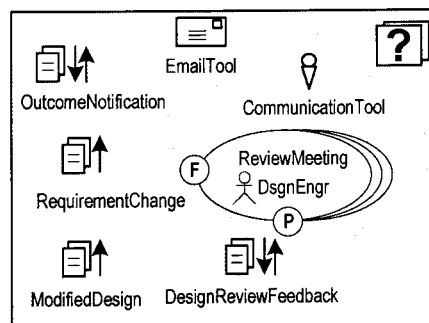 ?
EmailTool
OutcomeNotification
CommunicationTool
F
ReviewMeeting
DsgnEngr
RequirementChange
P
ModifiedDesign
DesignReviewFeedback